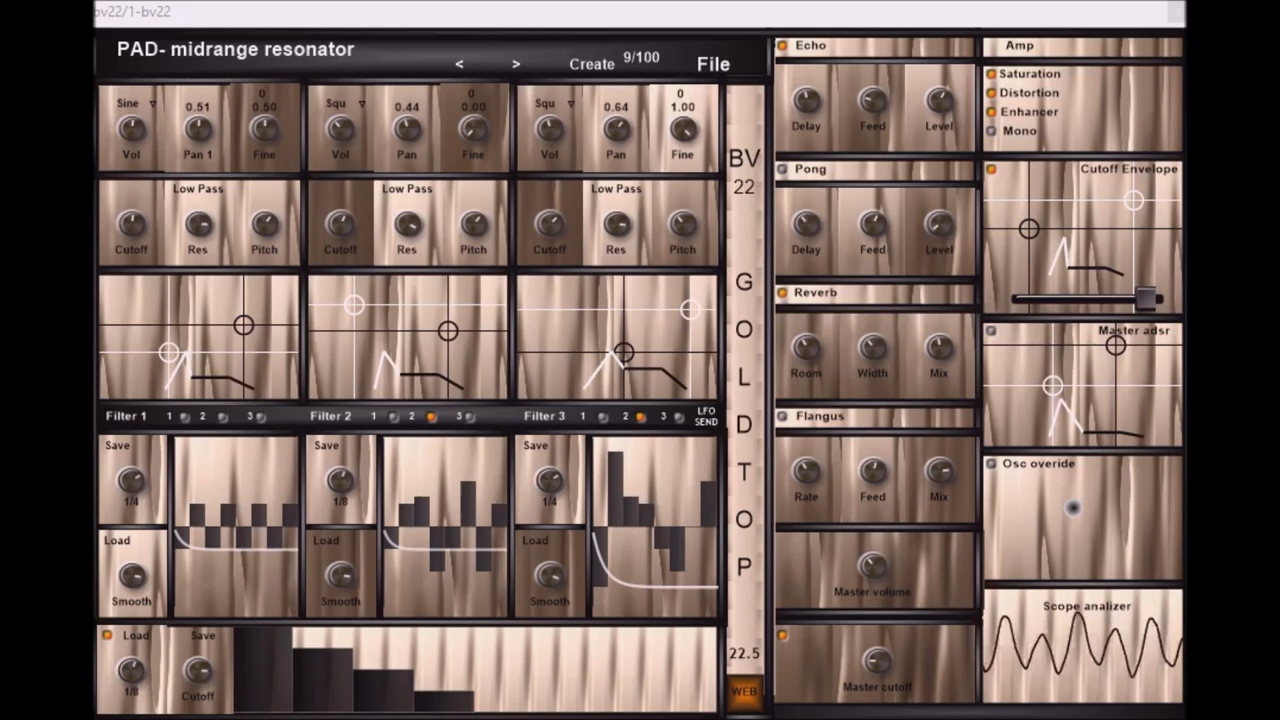 bv22/1-bv22
PAD- midrange resonator
< > Create 9/100 File
Sine 0.51 0 0.50
Vol Pan 1 Fine
Squ 0.44 0 0.00
Vol Pan Fine
Squ 0.64 0 1.00
Vol Pan Fine
Low Pass
Cutoff Res Pitch
Low Pass
Cutoff Res Pitch
Low Pass
Cutoff Res Pitch
Filter 1 1 2 3
Filter 2 1 2 3
Filter 3 1 2 3
LFO
SEND
Save
1/4
Load
Smooth
Save
1/8
Load
Smooth
Save
1/4
Load
Smooth
Load Save
1/8 Cutoff
BV
22
G
O
L
D
T
O
P
22.5
WEB
Echo
Delay Feed Level
Pong
Delay Feed Level
Reverb
Room Width Mix
Flangus
Rate Feed Mix
Master volume
Master cutoff
Amp
Saturation
Distortion
Enhancer
Mono
Cutoff Envelope
Master adsr
Osc overide
Scope analizer